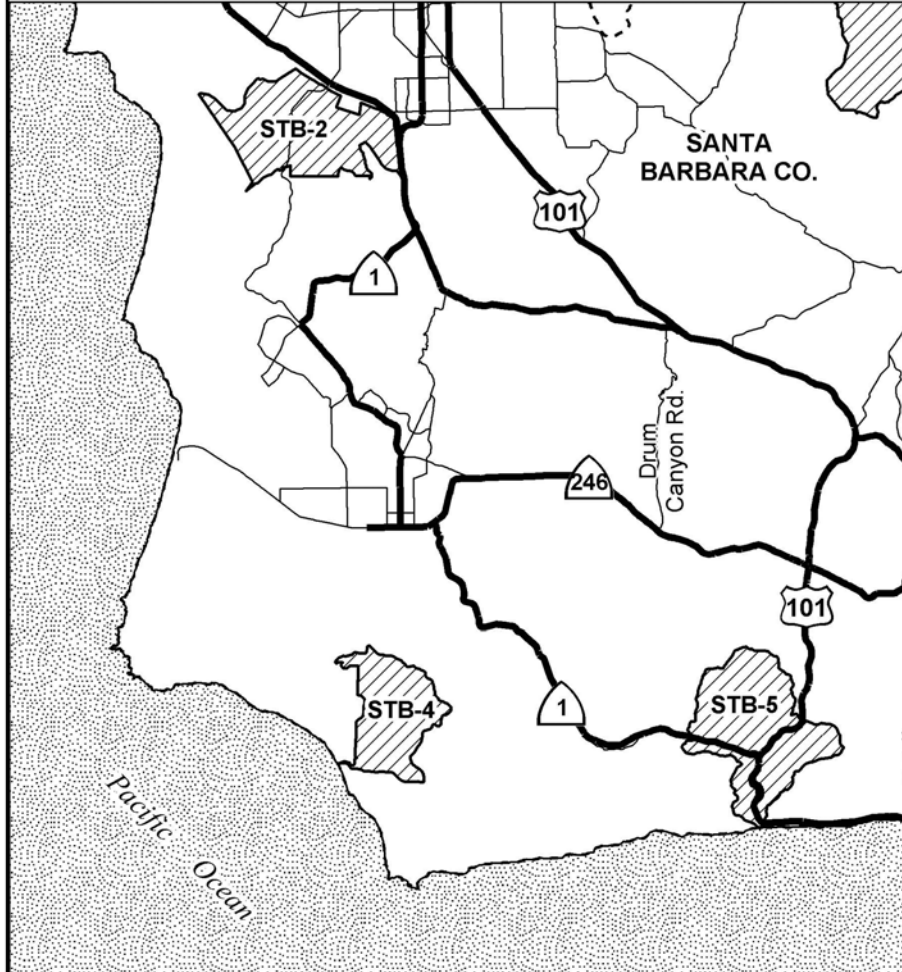 STB-2
SANTA
BARBARA CO.
101
1
Drum
Canyon Rd.
246
101
STB-4
1
STB-5
Pacific
Ocean